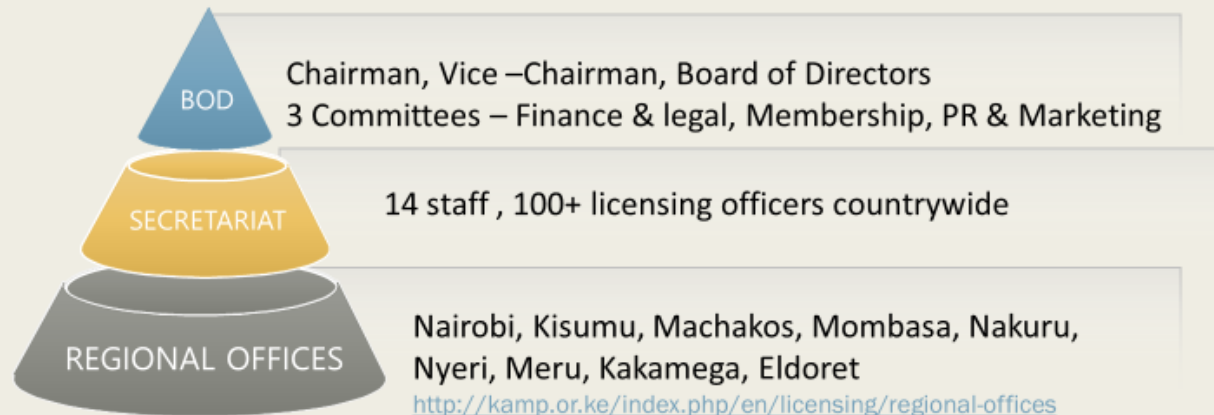 BOD
Chairman, Vice –Chairman, Board of Directors
3 Committees – Finance & legal, Membership, PR & Marketing
SECRETARIAT
14 staff , 100+ licensing officers countrywide
REGIONAL OFFICES
Nairobi, Kisumu, Machakos, Mombasa, Nakuru,
Nyeri, Meru, Kakamega, Eldoret
http://kamp.or.ke/index.php/en/licensing/regional-offices